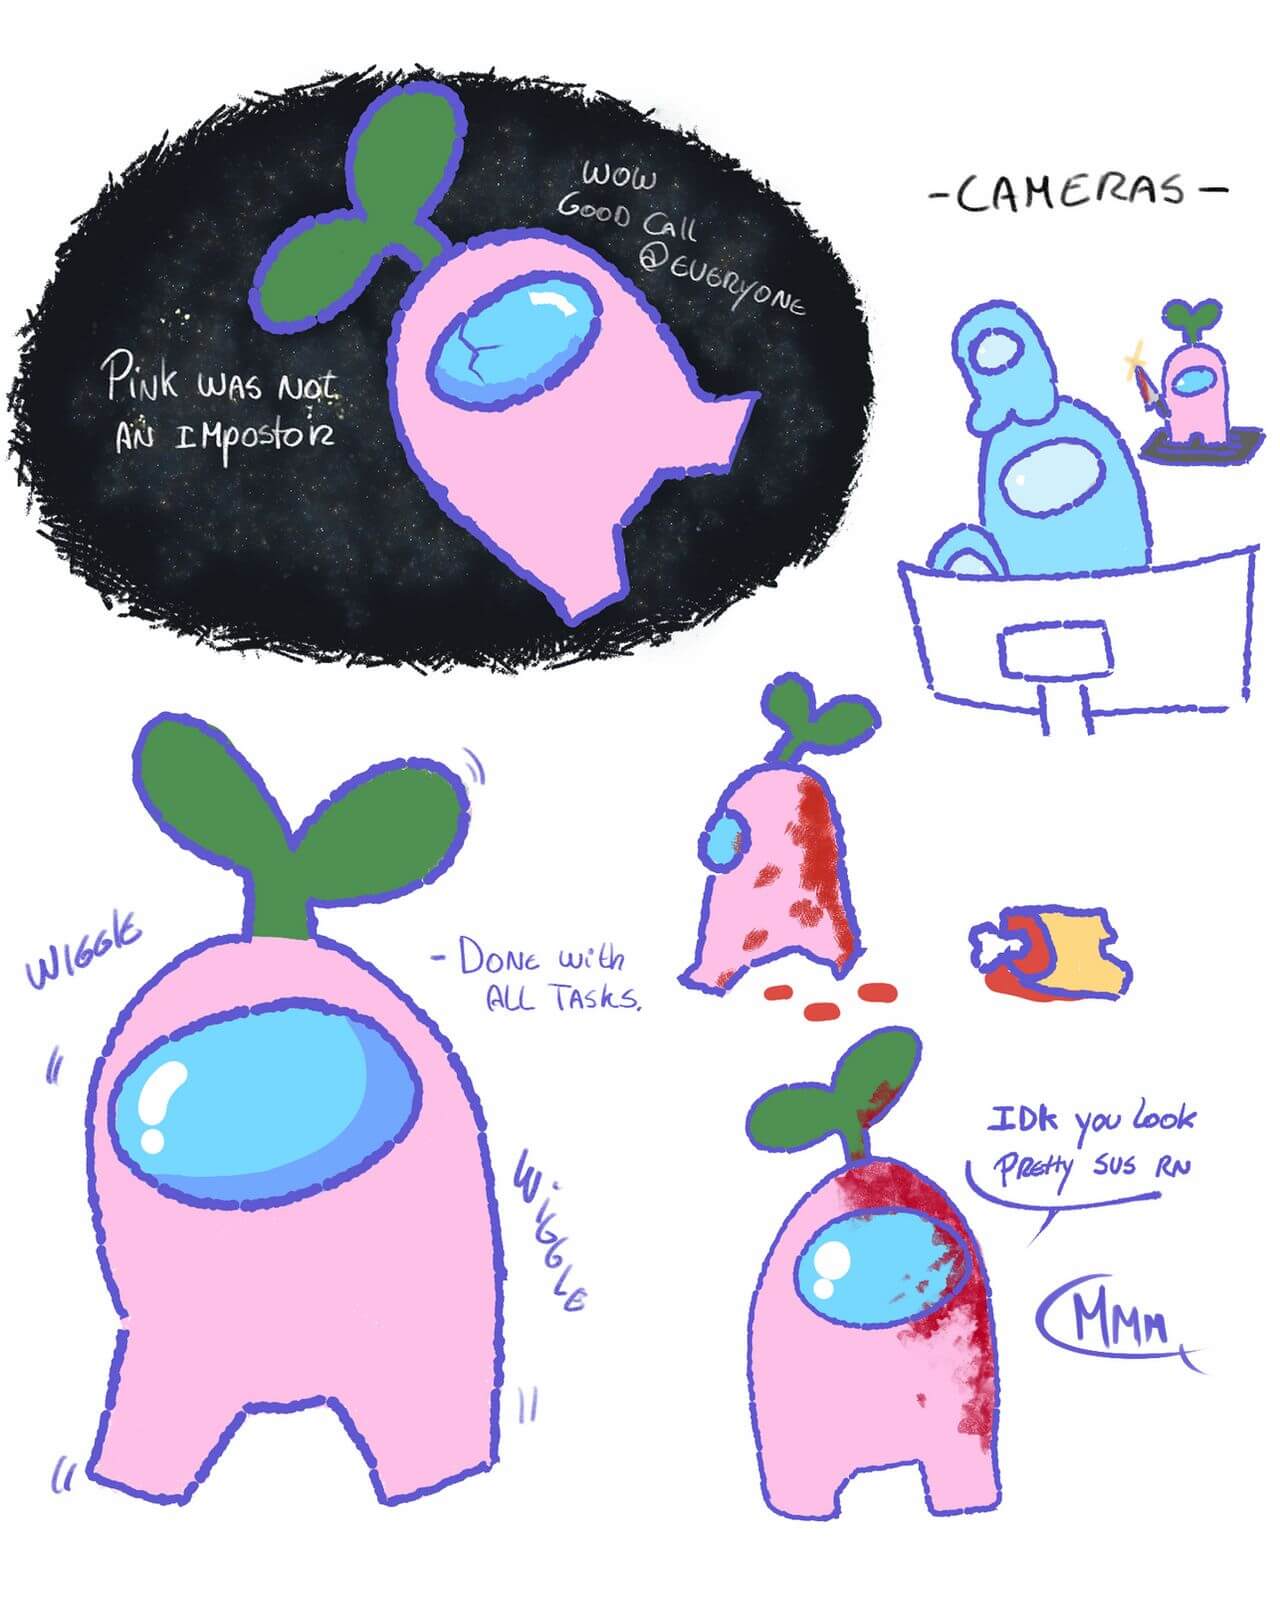 WOW
GOOD CAll
@EVERYONE
PiNK WAS Not
AN IMpostoR
-CAMERAS-
WIGGlE
- DONE with
ALL TASKS.
WIGGLE
IDK you Look
PREtty SUS RN
MMM